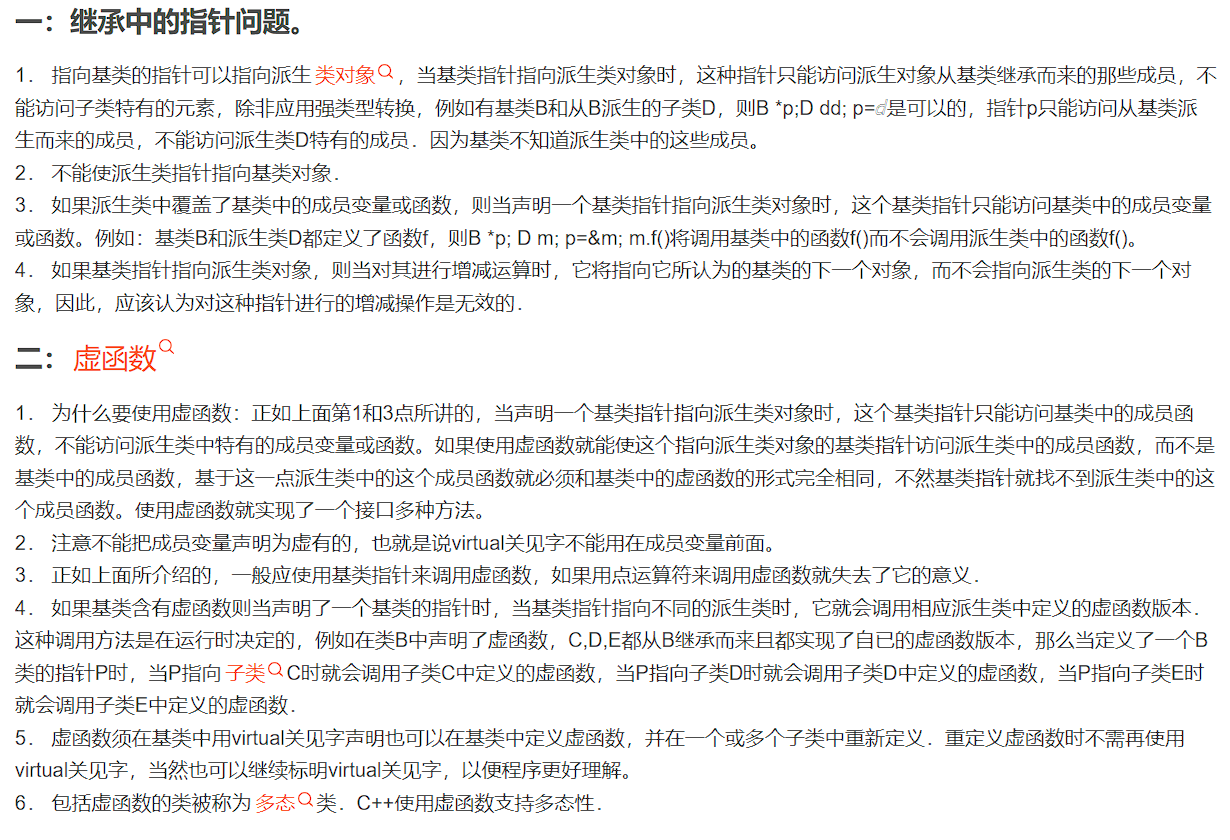 一：继承中的指针问题。
1． 指向基类的指针可以指向派生 类对象 ，当基类指针指向派生类对象时，这种指针只能访问派生对象从基类继承而来的那些成员，不
能访问子类特有的元素，除非应用强类型转换，例如有基类B和从B派生的子类D，则B *p;D dd; p=ⅆ是可以的，指针p只能访问从基类派
生而来的成员，不能访问派生类D特有的成员．因为基类不知道派生类中的这些成员。
2． 不能使派生类指针指向基类对象．
3． 如果派生类中覆盖了基类中的成员变量或函数，则当声明一个基类指针指向派生类对象时，这个基类指针只能访问基类中的成员变量
或函数。例如：基类B和派生类D都定义了函数f，则B *p; D m; p=&m; m.f()将调用基类中的函数f()而不会调用派生类中的函数f()。
4． 如果基类指针指向派生类对象，则当对其进行增减运算时，它将指向它所认为的基类的下一个对象，而不会指向派生类的下一个对
象，因此，应该认为对这种指针进行的增减操作是无效的．
二： 虚函数
1． 为什么要使用虚函数：正如上面第1和3点所讲的，当声明一个基类指针指向派生类对象时，这个基类指针只能访问基类中的成员函
数，不能访问派生类中特有的成员变量或函数。如果使用虚函数就能使这个指向派生类对象的基类指针访问派生类中的成员函数，而不是
基类中的成员函数，基于这一点派生类中的这个成员函数就必须和基类中的虚函数的形式完全相同，不然基类指针就找不到派生类中的这
个成员函数。使用虚函数就实现了一个接口多种方法。
2． 注意不能把成员变量声明为虚有的，也就是说virtual关见字不能用在成员变量前面。
3． 正如上面所介绍的，一般应使用基类指针来调用虚函数，如果用点运算符来调用虚函数就失去了它的意义．
4． 如果基类含有虚函数则当声明了一个基类的指针时，当基类指针指向不同的派生类时，它就会调用相应派生类中定义的虚函数版本．
这种调用方法是在运行时决定的，例如在类B中声明了虚函数，C,D,E都从B继承而来且都实现了自已的虚函数版本，那么当定义了一个B
类的指针P时，当P指向 子类 C时就会调用子类C中定义的虚函数，当P指向子类D时就会调用子类D中定义的虚函数，当P指向子类E时
就会调用子类E中定义的虚函数．
5． 虚函数须在基类中用virtual关见字声明也可以在基类中定义虚函数，并在一个或多个子类中重新定义．重定义虚函数时不需再使用
virtual关见字，当然也可以继续标明virtual关见字，以便程序更好理解。
6． 包括虚函数的类被称为 多态 类．C++使用虚函数支持多态性．